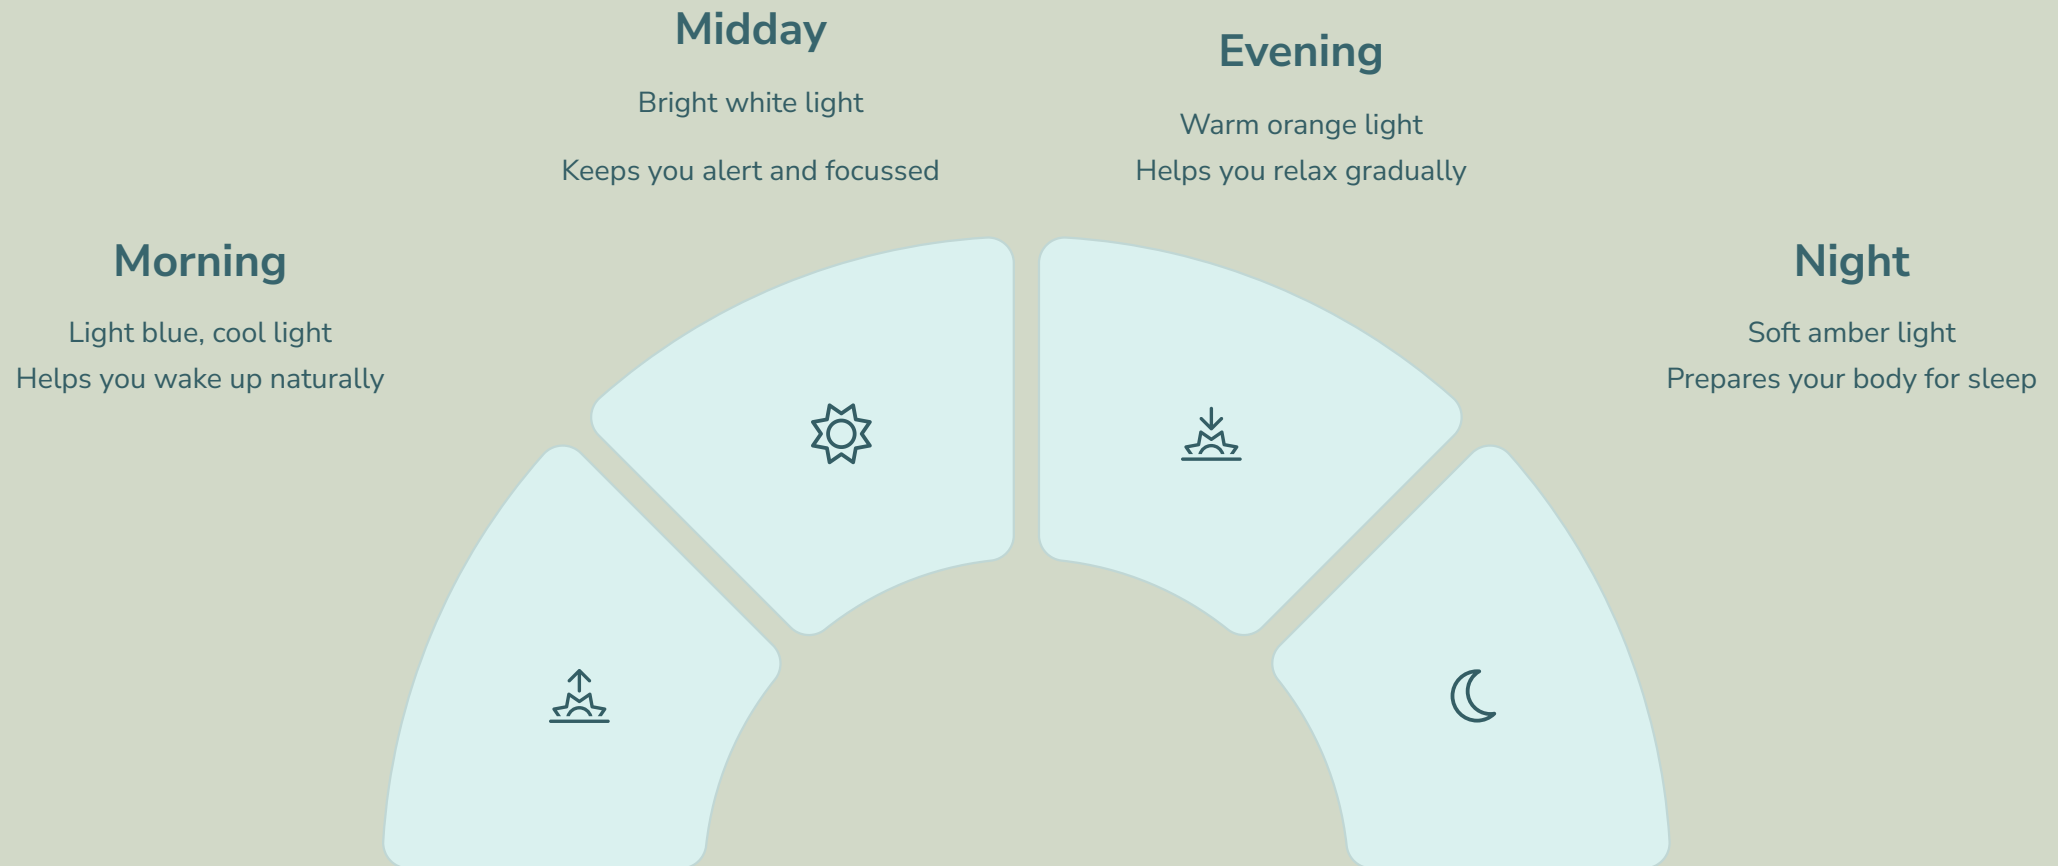 Midday
Bright white light
Keeps you alert and focussed
Evening
Warm orange light
Helps you relax gradually
Morning
Light blue, cool light
Helps you wake up naturally
Night
Soft amber light
Prepares your body for sleep